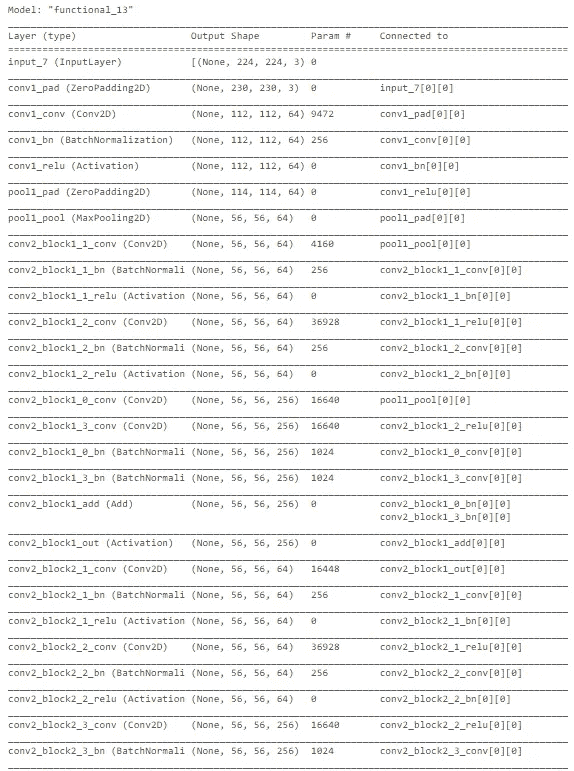 Model: "functional_13"
Layer (type) Output Shape Param # Connected to
input_7 (InputLayer) [(None, 224, 224, 3) 0
conv1_pad (ZeroPadding2D) (None, 230, 230, 3) 0 input_7[0][0]
conv1_conv (Conv2D) (None, 112, 112, 64) 9472 conv1_pad[0][0]
conv1_bn (BatchNormalization) (None, 112, 112, 64) 256 conv1_conv[0][0]
conv1_relu (Activation) (None, 112, 112, 64) 0 conv1_bn[0][0]
pool1_pad (ZeroPadding2D) (None, 114, 114, 64) 0 conv1_relu[0][0]
pool1_pool (MaxPooling2D) (None, 56, 56, 64) 0 pool1_pad[0][0]
conv2_block1_1_conv (Conv2D) (None, 56, 56, 64) 4160 pool1_pool[0][0]
conv2_block1_1_bn (BatchNormali (None, 56, 56, 64) 256 conv2_block1_1_conv[0][0]
conv2_block1_1_relu (Activation (None, 56, 56, 64) 0 conv2_block1_1_bn[0][0]
conv2_block1_2_conv (Conv2D) (None, 56, 56, 64) 36928 conv2_block1_1_relu[0][0]
conv2_block1_2_bn (BatchNormali (None, 56, 56, 64) 256 conv2_block1_2_conv[0][0]
conv2_block1_2_relu (Activation (None, 56, 56, 64) 0 conv2_block1_2_bn[0][0]
conv2_block1_0_conv (Conv2D) (None, 56, 56, 256) 16640 pool1_pool[0][0]
conv2_block1_3_conv (Conv2D) (None, 56, 56, 256) 16640 conv2_block1_2_relu[0][0]
conv2_block1_0_bn (BatchNormali (None, 56, 56, 256) 1024 conv2_block1_0_conv[0][0]
conv2_block1_3_bn (BatchNormali (None, 56, 56, 256) 1024 conv2_block1_3_conv[0][0]
conv2_block1_add (Add) (None, 56, 56, 256) 0 conv2_block1_0_bn[0][0]
conv2_block1_3_bn[0][0]
conv2_block1_out (Activation) (None, 56, 56, 256) 0 conv2_block1_add[0][0]
conv2_block2_1_conv (Conv2D) (None, 56, 56, 64) 16448 conv2_block1_out[0][0]
conv2_block2_1_bn (BatchNormali (None, 56, 56, 64) 256 conv2_block2_1_conv[0][0]
conv2_block2_1_relu (Activation (None, 56, 56, 64) 0 conv2_block2_1_bn[0][0]
conv2_block2_2_conv (Conv2D) (None, 56, 56, 64) 36928 conv2_block2_1_relu[0][0]
conv2_block2_2_bn (BatchNormali (None, 56, 56, 64) 256 conv2_block2_2_conv[0][0]
conv2_block2_2_relu (Activation (None, 56, 56, 64) 0 conv2_block2_2_bn[0][0]
conv2_block2_3_conv (Conv2D) (None, 56, 56, 256) 16640 conv2_block2_2_relu[0][0]
conv2_block2_3_bn (BatchNormali (None, 56, 56, 256) 1024 conv2_block2_3_conv[0][0]